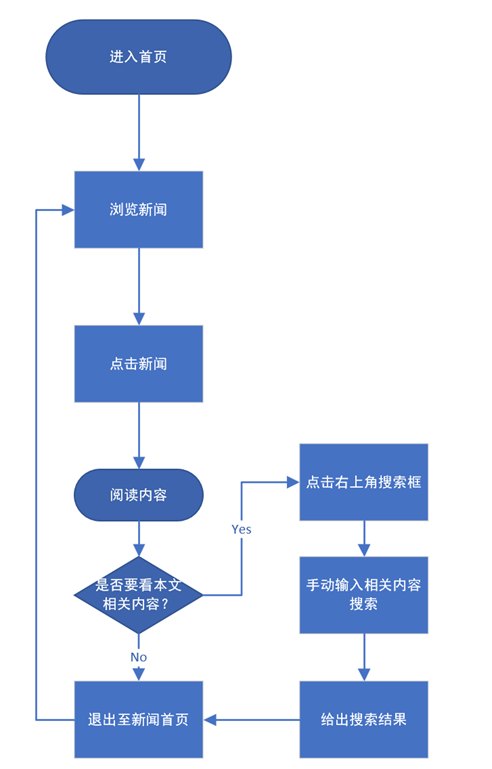 进入首页
浏览新闻
点击新闻
阅读内容
点击右上角搜索框
Yes
是否要看本文
相关内容？
手动输入相关内容
搜索
No
退出至新闻首页
给出搜索结果